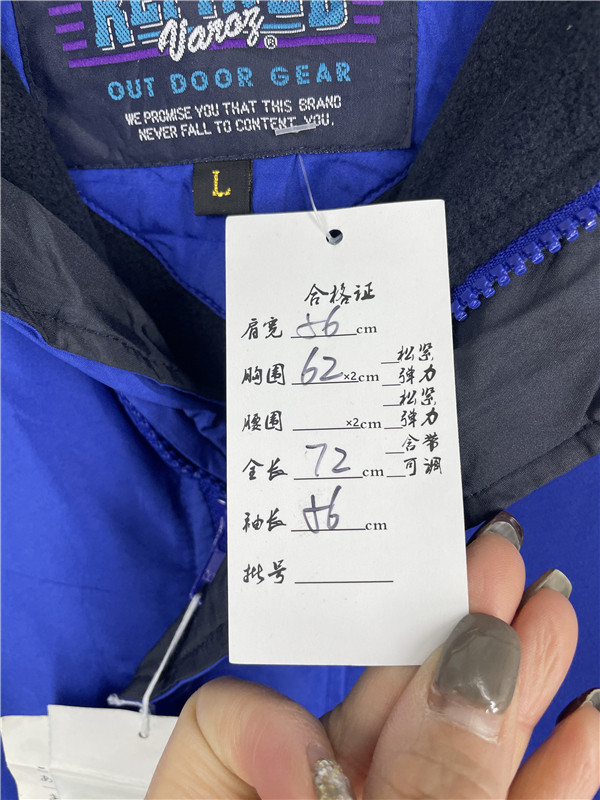 Varoz®
OUT DOOR GEAR
WE PROMISE YOU THAT THIS BRAND
NEVER FALL TO CONTENT YOU.
L
合格证
肩宽 56 cm
胸围 62 ×2cm 松紧 弹力
腰围 ×2cm 松紧 弹力
全长 72 cm 含带 可调
袖长 56 cm
批号